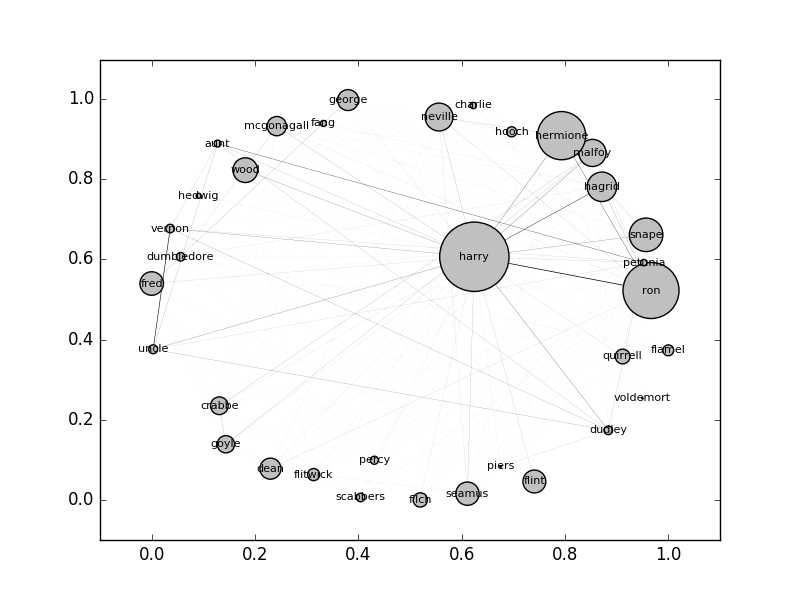 1.0
0.8
0.6
0.4
0.2
0.0
george
charlie
mcgonagall
fang
neville
hooch
hermione
aunt
malfoy
wood
hagrid
hedwig
vernon
snape
dumbledore
harry
petunia
fred
ron
uncle
quirrell
flamel
crabbe
voldemort
goyle
dudley
dean
flitwick
percy
piers
scabbers
filch
seamus
flint
0.0 0.2 0.4 0.6 0.8 1.0